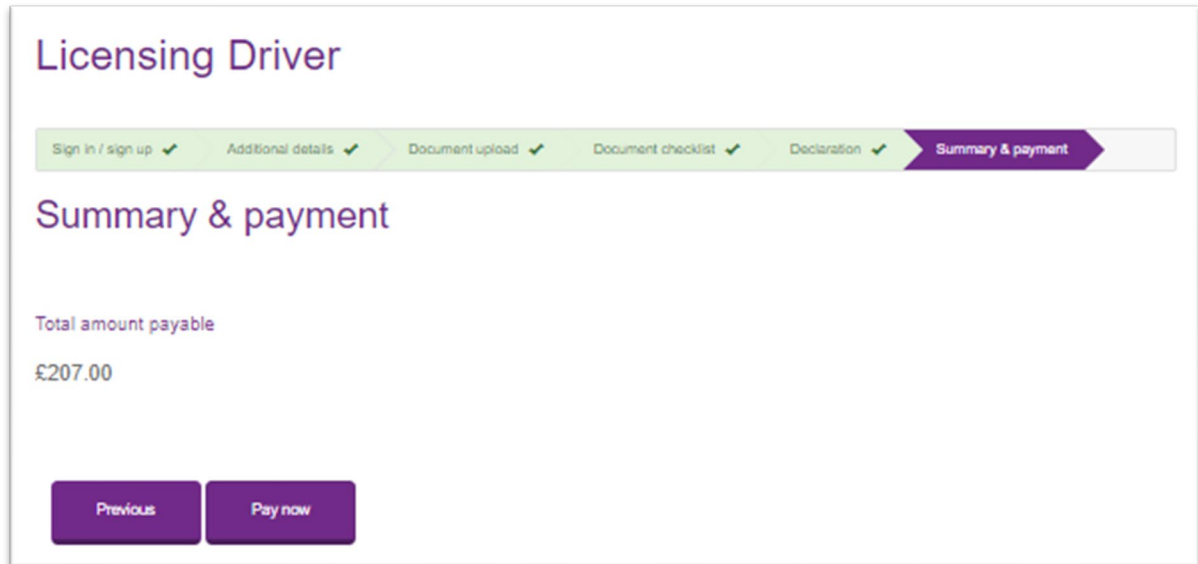 Licensing Driver
Sign in / sign up Additional details Document upload Document checklist Declaration Summary & payment
Summary & payment
Total amount payable
£207.00
Previous Pay now